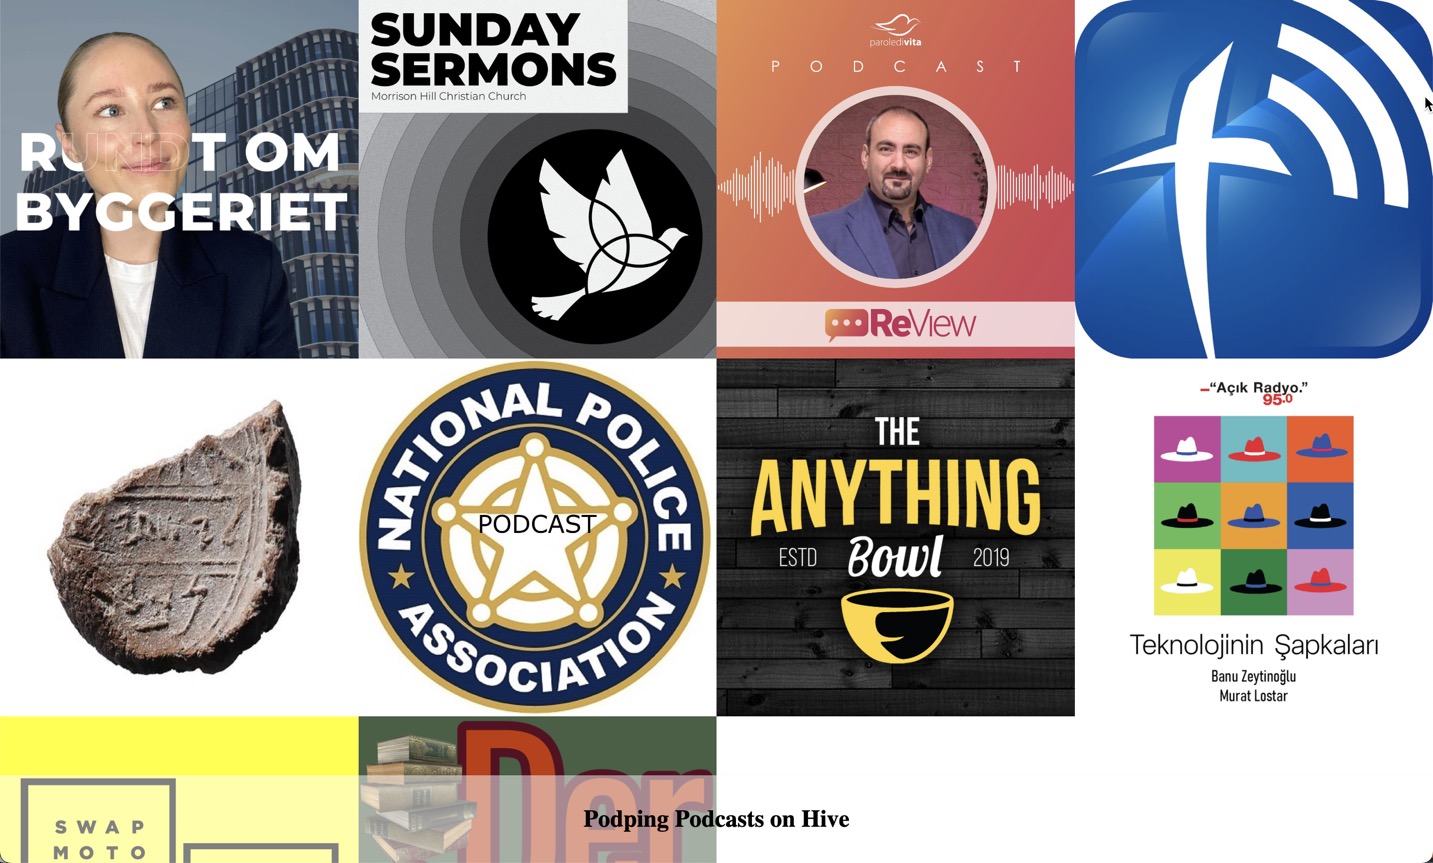 RUNDT OM
BYGGERIET
SUNDAY
SERMONS
Morrison Hill Christian Church
paroledivita
PODCAST
ReView
NATIONAL POLICE
PODCAST
ASSOCIATION
THE
ANYTHING
ESTD Bowl 2019
“Açık Radyo.”
95.0
Teknolojinin Şapkaları
Banu Zeytinoğlu
Murat Lostar
SWAP
MOTO
Der
Podping Podcasts on Hive